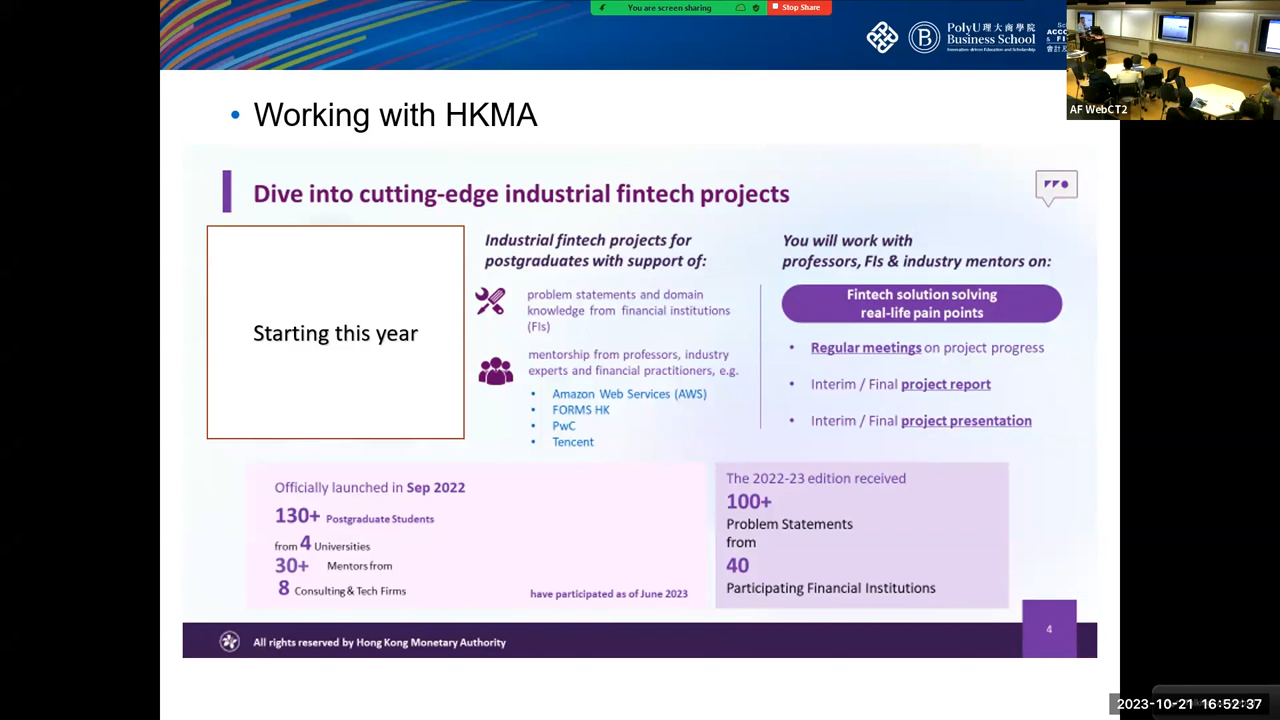 You are screen sharing
Stop Share
PolyU 理大商學院
Business School
Innovation-driven Education and Scholarship
ACCO
& FI
AF WebCT2
• Working with HKMA
Dive into cutting-edge industrial fintech projects
Starting this year
Industrial fintech projects for
postgraduates with support of:
problem statements and domain
knowledge from financial institutions
(FIs)
mentorship from professors, industry
experts and financial practitioners, e.g.
• Amazon Web Services (AWS)
• FORMS HK
• PwC
• Tencent
You will work with
professors, FIs & industry mentors on:
Fintech solution solving
real-life pain points
• Regular meetings on project progress
• Interim / Final project report
• Interim / Final project presentation
Officially launched in Sep 2022
130+ Postgraduate Students
from 4 Universities
30+ Mentors from
8 Consulting & Tech Firms
have participated as of June 2023
The 2022-23 edition received
100+
Problem Statements
from
40
Participating Financial Institutions
All rights reserved by Hong Kong Monetary Authority
4
2023-10-21 16:52:37